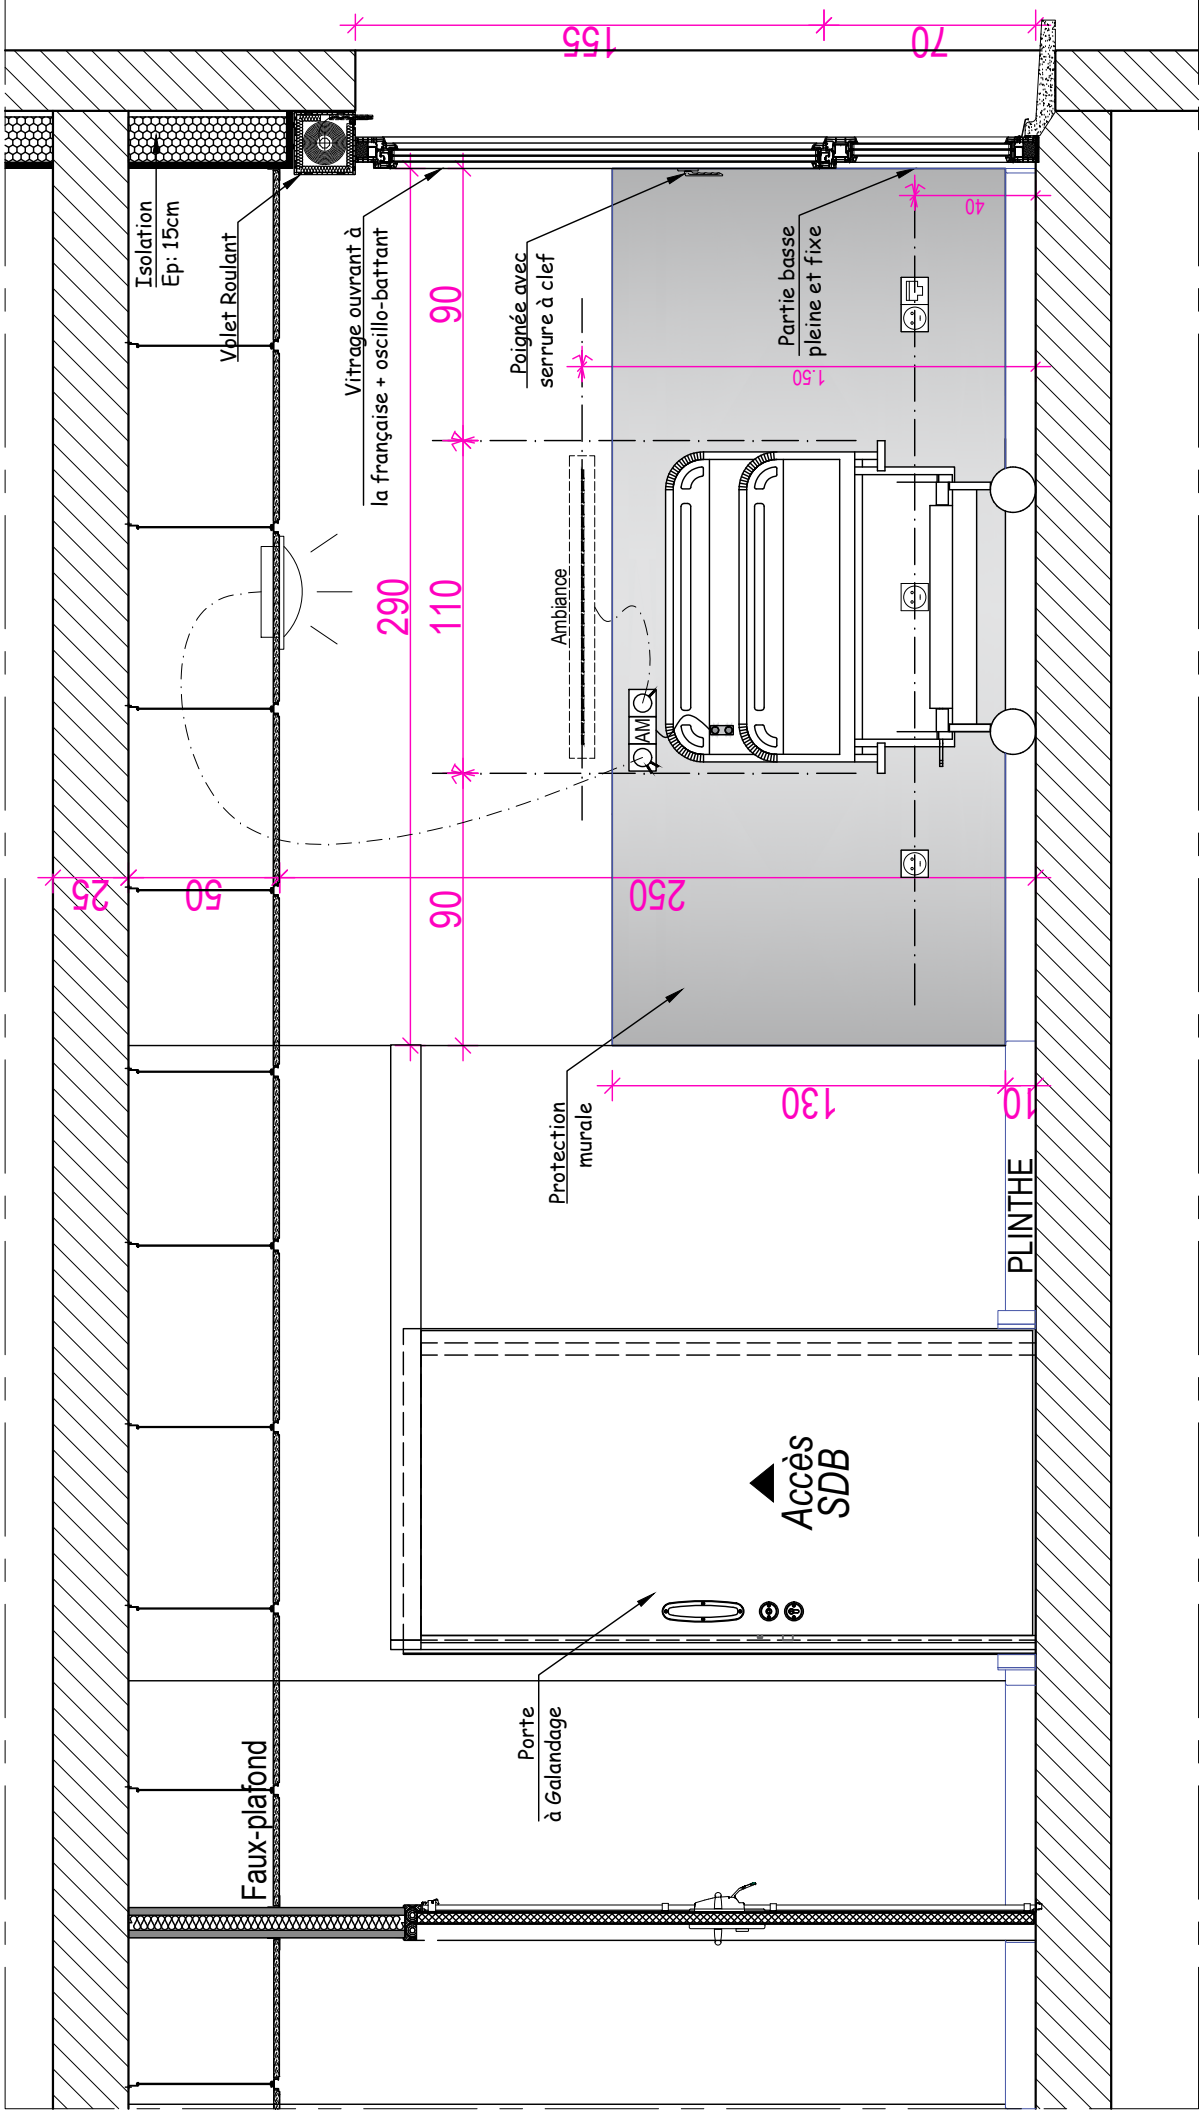 155
70
Isolation
Ep: 15cm
Volet Roulant
Vitrage ouvrant à
la française + oscillo-battant
Poignée avec
serrure à clef
Partie basse
pleine et fixe
40
1.50
90
290
110
90
Ambiance
AM
25
50
250
Protection
murale
130
10
PLINTHE
Accès
SDB
Porte
à Galandage
Faux-plafond